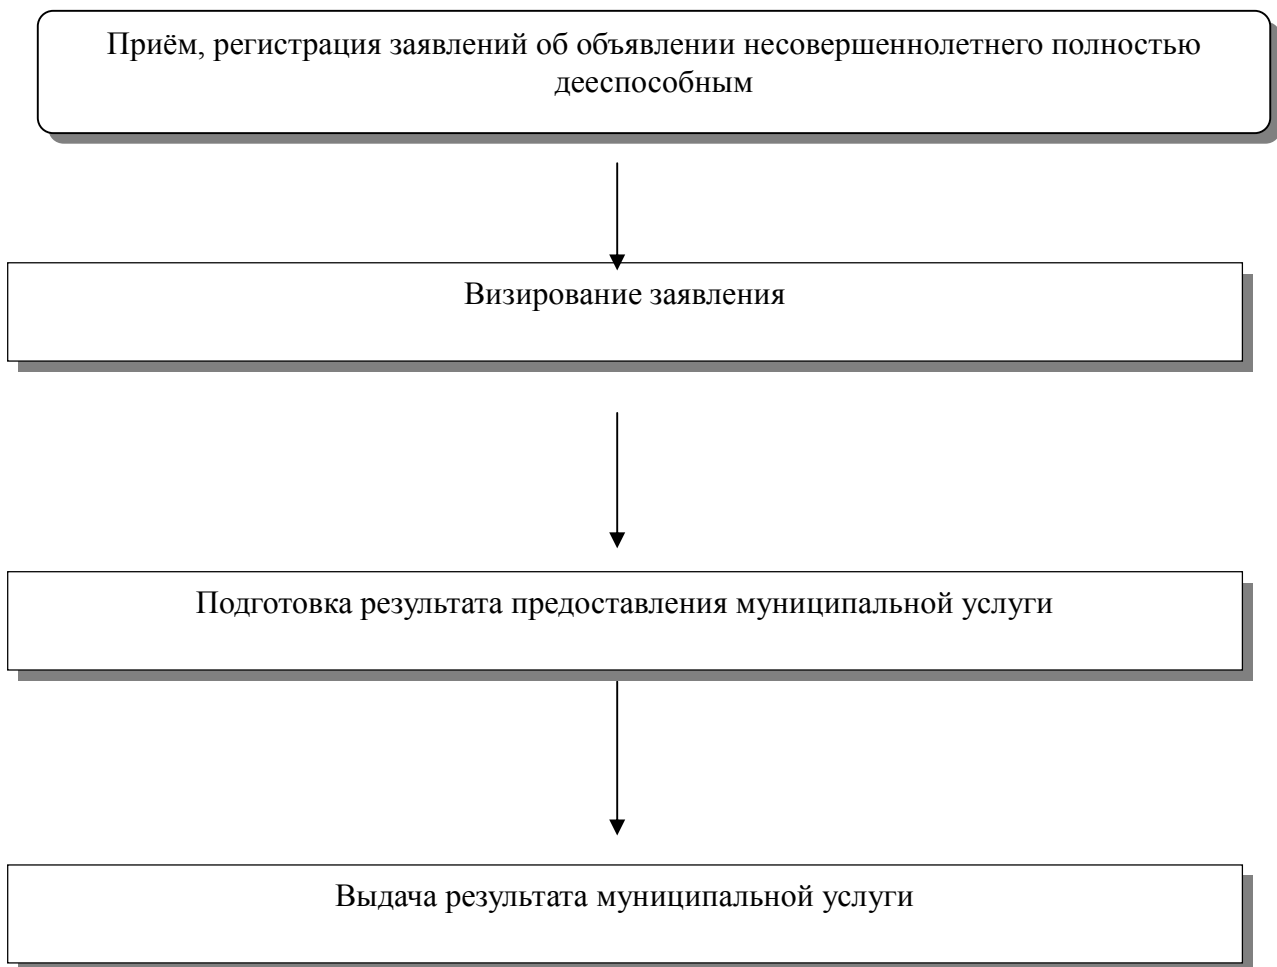 Приём, регистрация заявлений об объявлении несовершеннолетнего полностью
дееспособным
Визирование заявления
Подготовка результата предоставления муниципальной услуги
Выдача результата муниципальной услуги